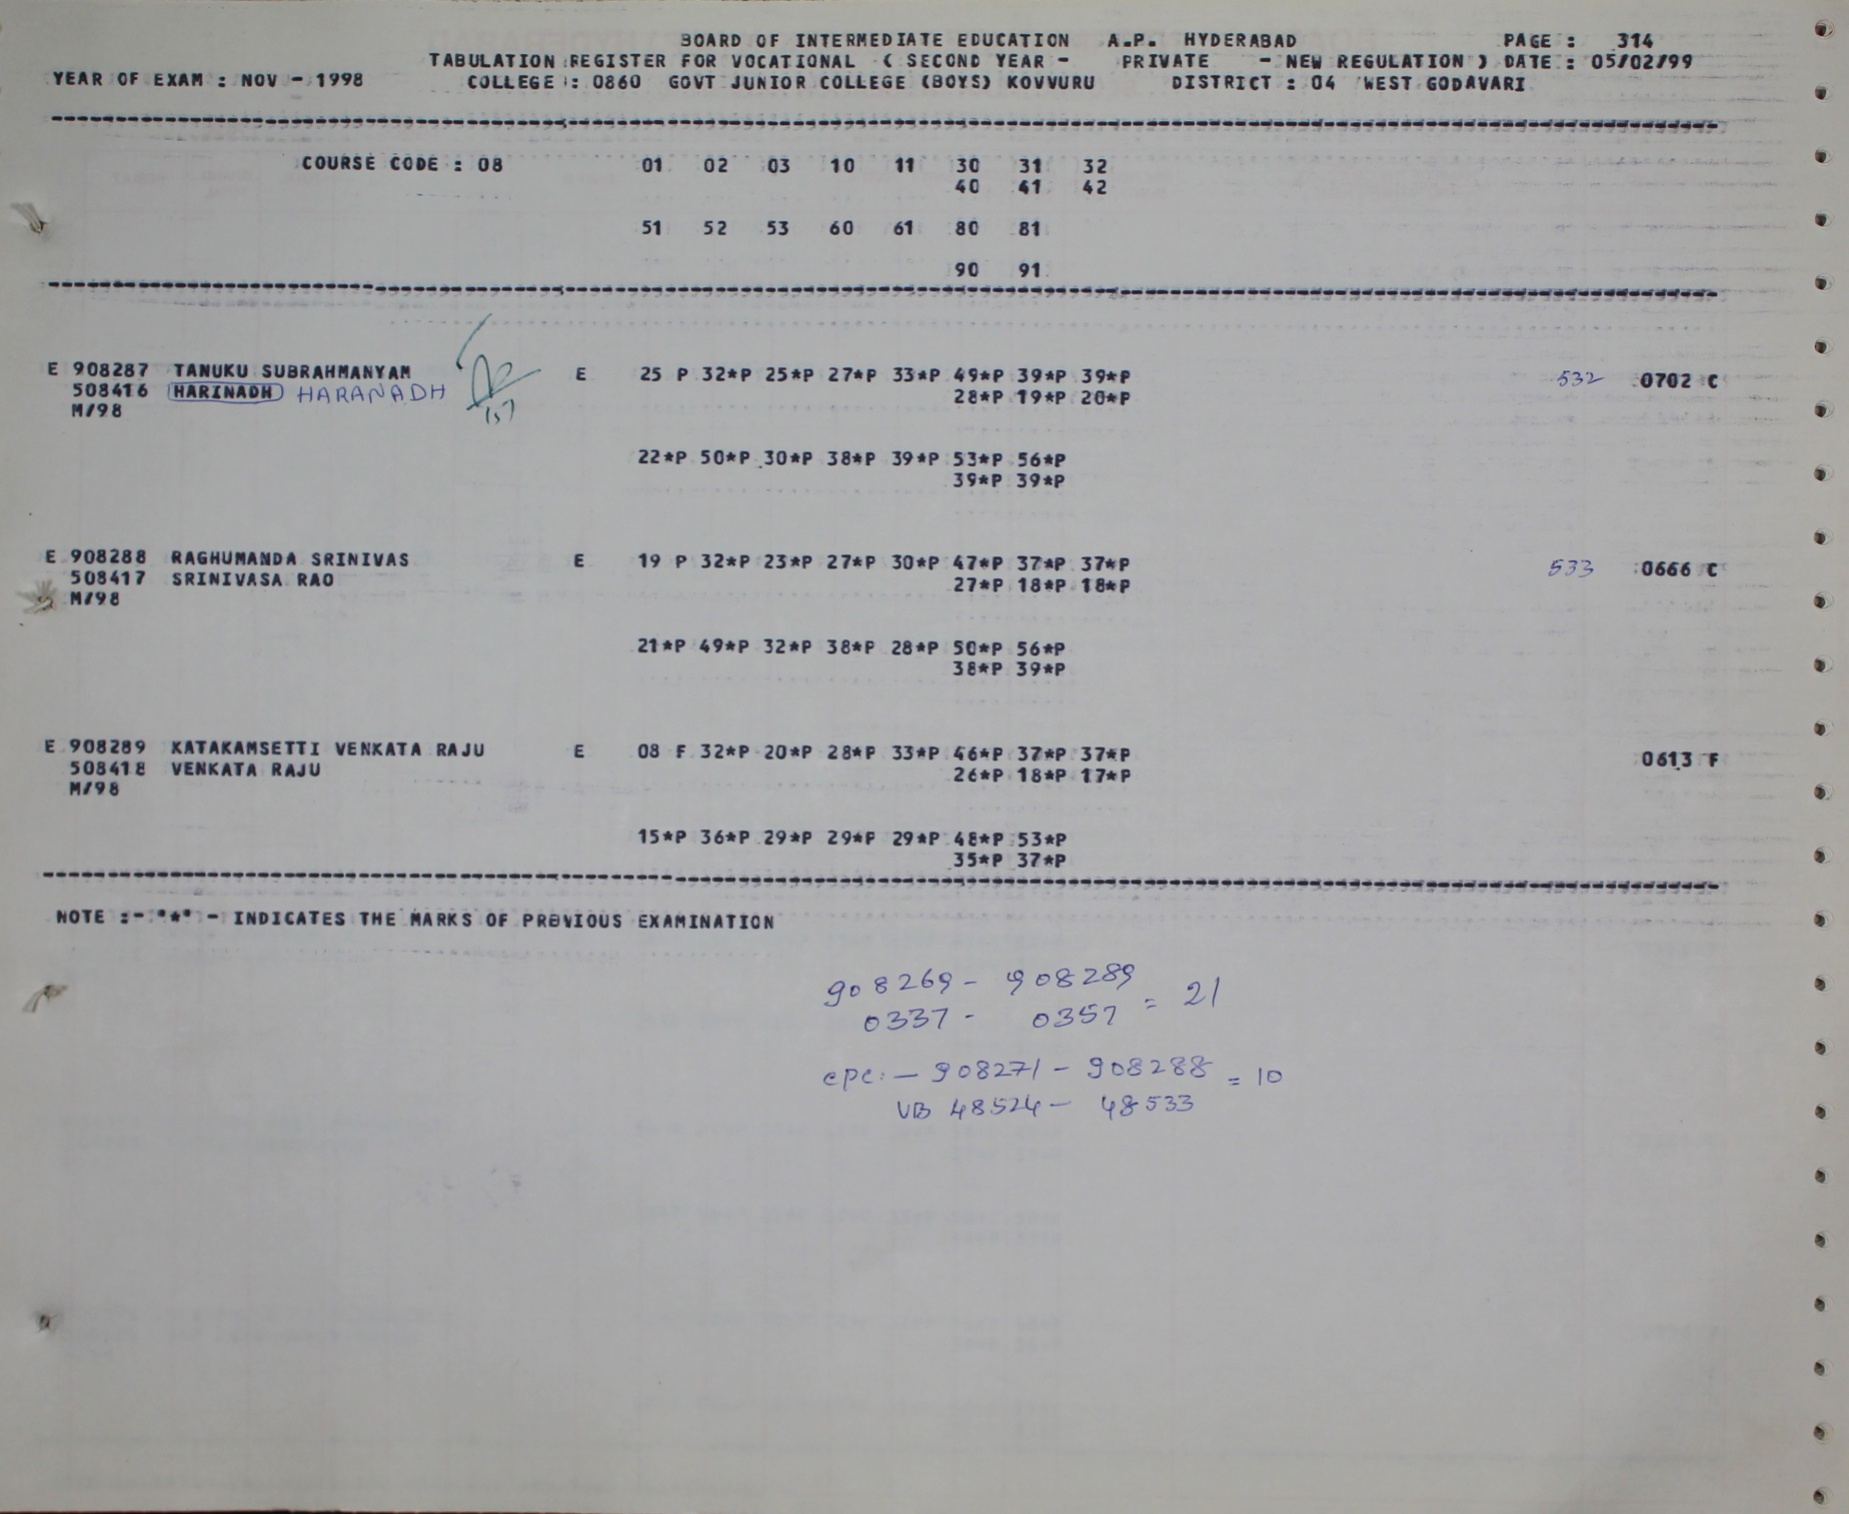 BOARD OF INTERMEDIATE EDUCATION A.P. HYDERABAD PAGE : 314
TABULATION REGISTER FOR VOCATIONAL ( SECOND YEAR - PRIVATE - NEW REGULATION ) DATE : 05/02/99
YEAR OF EXAM : NOV - 1998 COLLEGE : 0860 GOVT JUNIOR COLLEGE (BOYS) KOVVURU DISTRICT : 04 WEST GODAVARI
COURSE CODE : 08 01 02 03 10 11 30 31 32
40 41 42
51 52 53 60 61 80 81
90 91
E 908287 TANUKU SUBRAHMANYAM E 25 P 32*P 25*P 27*P 33*P 49*P 39*P 39*P 532 0702 C
508416 HARINADH HARANADH 28*P 19*P 20*P
M/98
22*P 50*P 30*P 38*P 39*P 53*P 56*P
39*P 39*P
E 908288 RAGHUMANDA SRINIVAS E 19 P 32*P 23*P 27*P 30*P 47*P 37*P 37*P 533 0666 C
508417 SRINIVASA RAO 27*P 18*P 18*P
M/98
21*P 49*P 32*P 38*P 28*P 50*P 56*P
38*P 39*P
E 908289 KATAKAMSETTI VENKATA RAJU E 08 F 32*P 20*P 28*P 33*P 46*P 37*P 37*P 0613 F
508418 VENKATA RAJU 26*P 18*P 17*P
M/98
15*P 36*P 29*P 29*P 29*P 48*P 53*P
35*P 37*P
NOTE :- "*" - INDICATES THE MARKS OF PREVIOUS EXAMINATION
908269 - 908289 = 21
0337 - 0357
cpc: - 908271 - 908288 = 10
VB 48524 - 48533